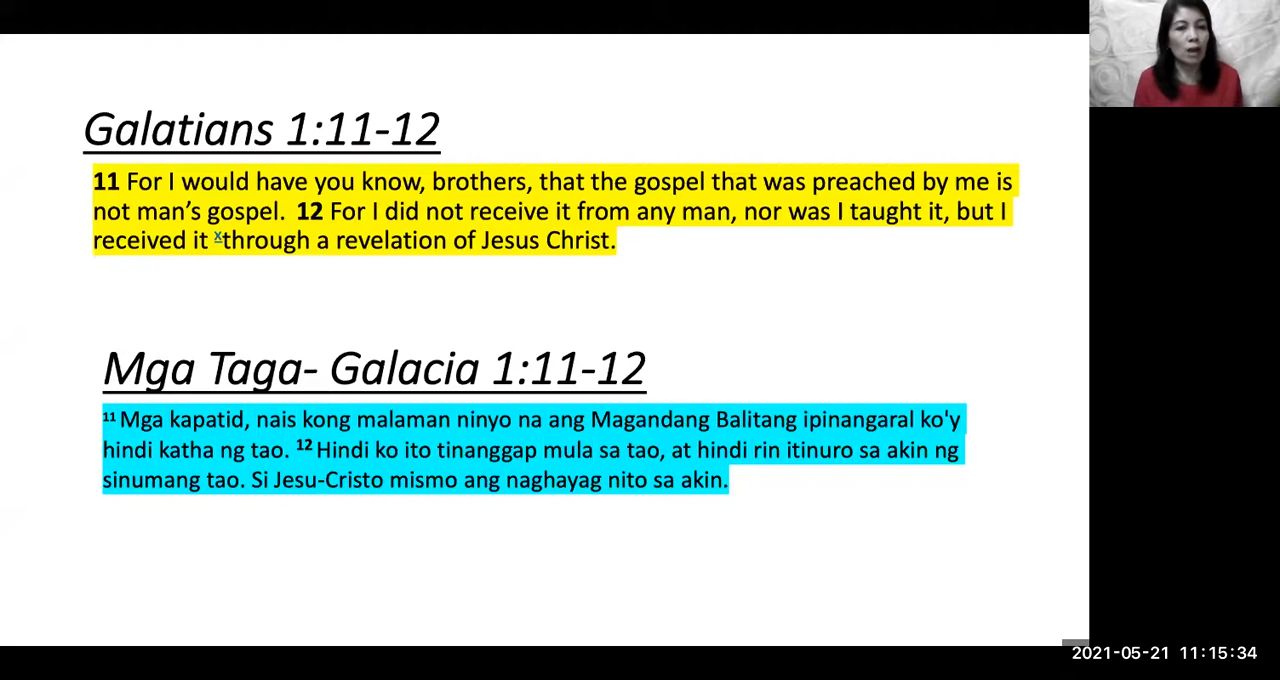 Galatians 1:11-12
11 For I would have you know, brothers, that the gospel that was preached by me is
not man’s gospel. 12 For I did not receive it from any man, nor was I taught it, but I
received it xthrough a revelation of Jesus Christ.
Mga Taga- Galacia 1:11-12
11 Mga kapatid, nais kong malaman ninyo na ang Magandang Balitang ipinangaral ko'y
hindi katha ng tao. 12 Hindi ko ito tinanggap mula sa tao, at hindi rin itinuro sa akin ng
sinumang tao. Si Jesu-Cristo mismo ang naghayag nito sa akin.
2021-05-21 11:15:34